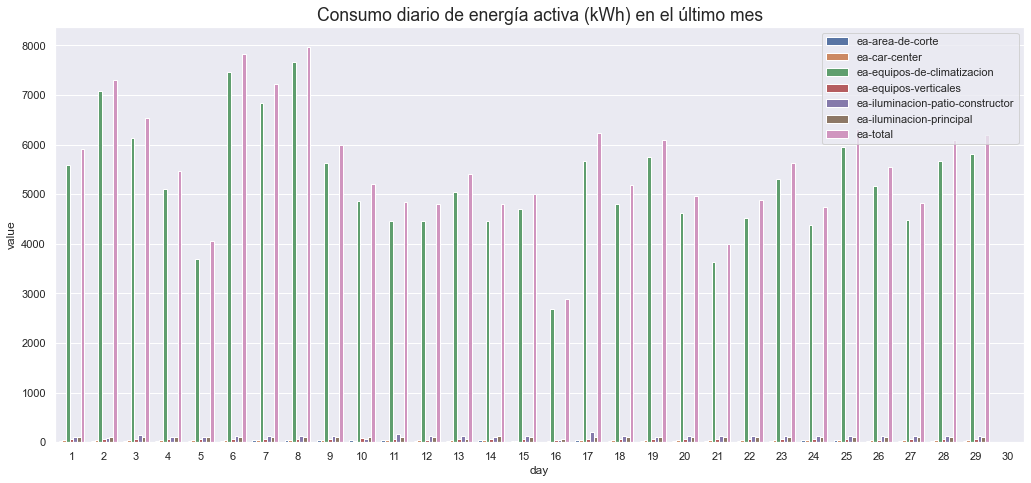 Consumo diario de energía activa (kWh) en el último mes
8000
7000
6000
5000
4000
3000
2000
1000
0
value
ea-area-de-corte
ea-car-center
ea-equipos-de-climatizacion
ea-equipos-verticales
ea-iluminacion-patio-constructor
ea-iluminacion-principal
ea-total
1 2 3 4 5 6 7 8 9 10 11 12 13 14 15 16 17 18 19 20 21 22 23 24 25 26 27 28 29 30
day